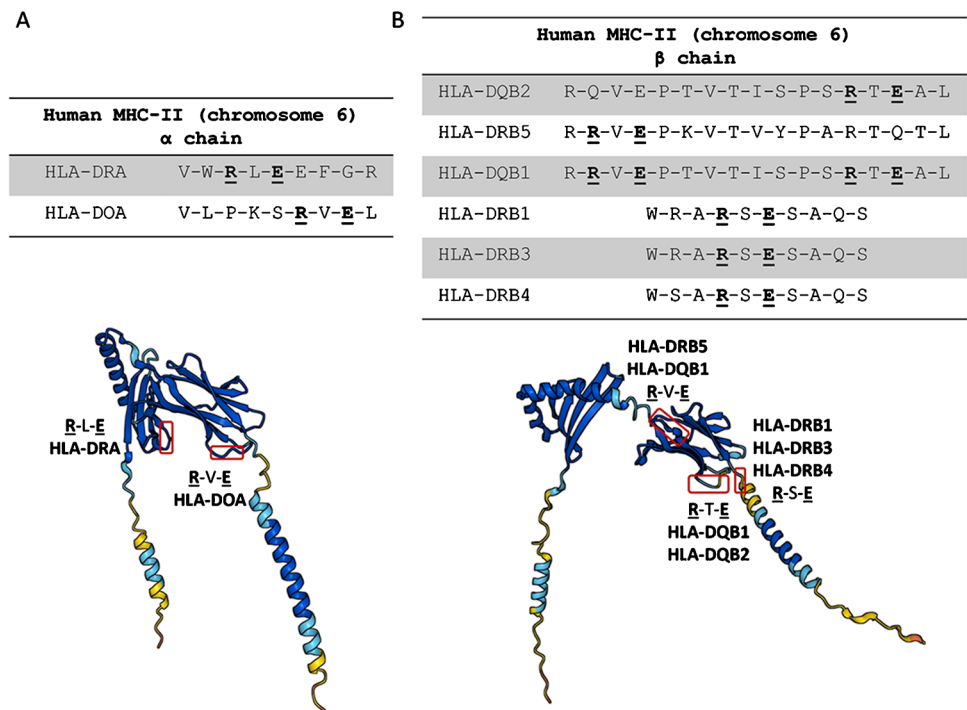 A
Human MHC-II (chromosome 6)
α chain
HLA-DRA V-W-R-L-E-E-F-G-R
HLA-DOA V-L-P-K-S-R-V-E-L
R-L-E
HLA-DRA
R-V-E
HLA-DOA
B
Human MHC-II (chromosome 6)
β chain
HLA-DQB2 R-Q-V-E-P-T-V-T-I-S-P-S-R-T-E-A-L
HLA-DRB5 R-R-V-E-P-K-V-T-V-Y-P-A-R-T-Q-T-L
HLA-DQB1 R-R-V-E-P-T-V-T-I-S-P-S-R-T-E-A-L
HLA-DRB1 W-R-A-R-S-E-S-A-Q-S
HLA-DRB3 W-R-A-R-S-E-S-A-Q-S
HLA-DRB4 W-S-A-R-S-E-S-A-Q-S
HLA-DRB5
HLA-DQB1
R-V-E
HLA-DRB1
HLA-DRB3
HLA-DRB4
R-S-E
R-T-E
HLA-DQB1
HLA-DQB2